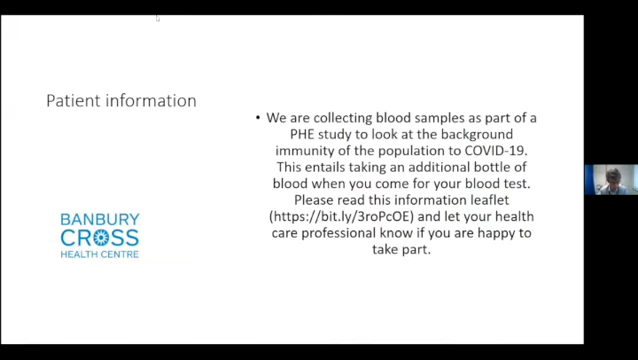 Patient information
BANBURY
CROSS
HEALTH CENTRE
• We are collecting blood samples as part of a
PHE study to look at the background
immunity of the population to COVID-19.
This entails taking an additional bottle of
blood when you come for your blood test.
Please read this information leaflet
(https://bit.ly/3roPcOE) and let your health
care professional know if you are happy to
take part.